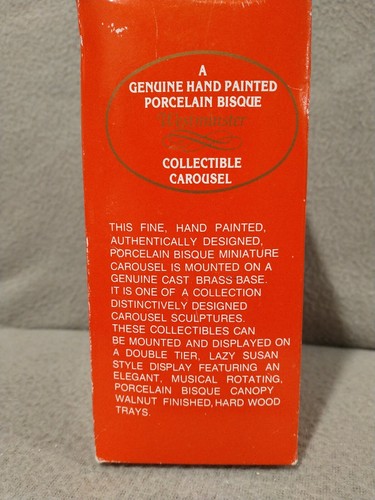 A
GENUINE HAND PAINTED
PORCELAIN BISQUE
Westminster
COLLECTIBLE
CAROUSEL
THIS FINE, HAND PAINTED,
AUTHENTICALLY DESIGNED,
PORCELAIN BISQUE MINIATURE
CAROUSEL IS MOUNTED ON A
GENUINE CAST BRASS BASE.
IT IS ONE OF A COLLECTION
DISTINCTIVELY DESIGNED
CAROUSEL SCULPTURES.
THESE COLLECTIBLES CAN
BE MOUNTED AND DISPLAYED ON
A DOUBLE TIER, LAZY SUSAN
STYLE DISPLAY FEATURING AN
ELEGANT, MUSICAL ROTATING,
PORCELAIN BISQUE CANOPY
WALNUT FINISHED, HARD WOOD
TRAYS.